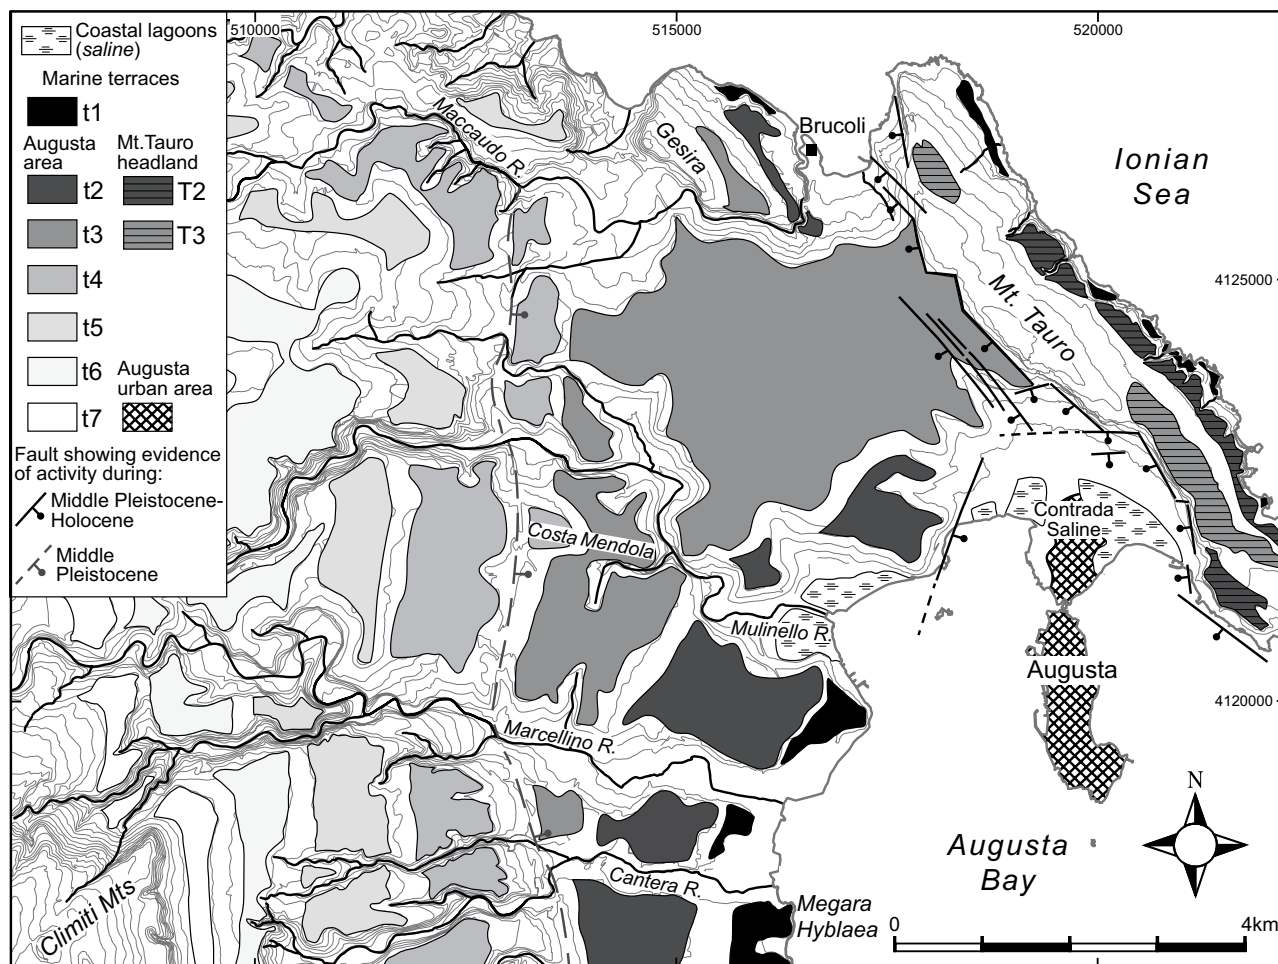 510000
515000
520000
Coastal lagoons
(saline)
Marine terraces
t1
Augusta
area
Mt.Tauro
headland
t2
T2
t3
T3
t4
t5
t6
Augusta
urban area
t7
Fault showing evidence
of activity during:
Middle Pleistocene-
Holocene
Middle
Pleistocene
Maccaudo R.
Gesira
Brucoli
Ionian
Sea
4125000
Mt. Tauro
Contrada
Saline
Costa Mendola
Mulinello R.
Augusta
4120000
Marcellino R.
N
Augusta
Bay
Cantera R.
Climiti Mts
Megara
Hyblaea
0
4km